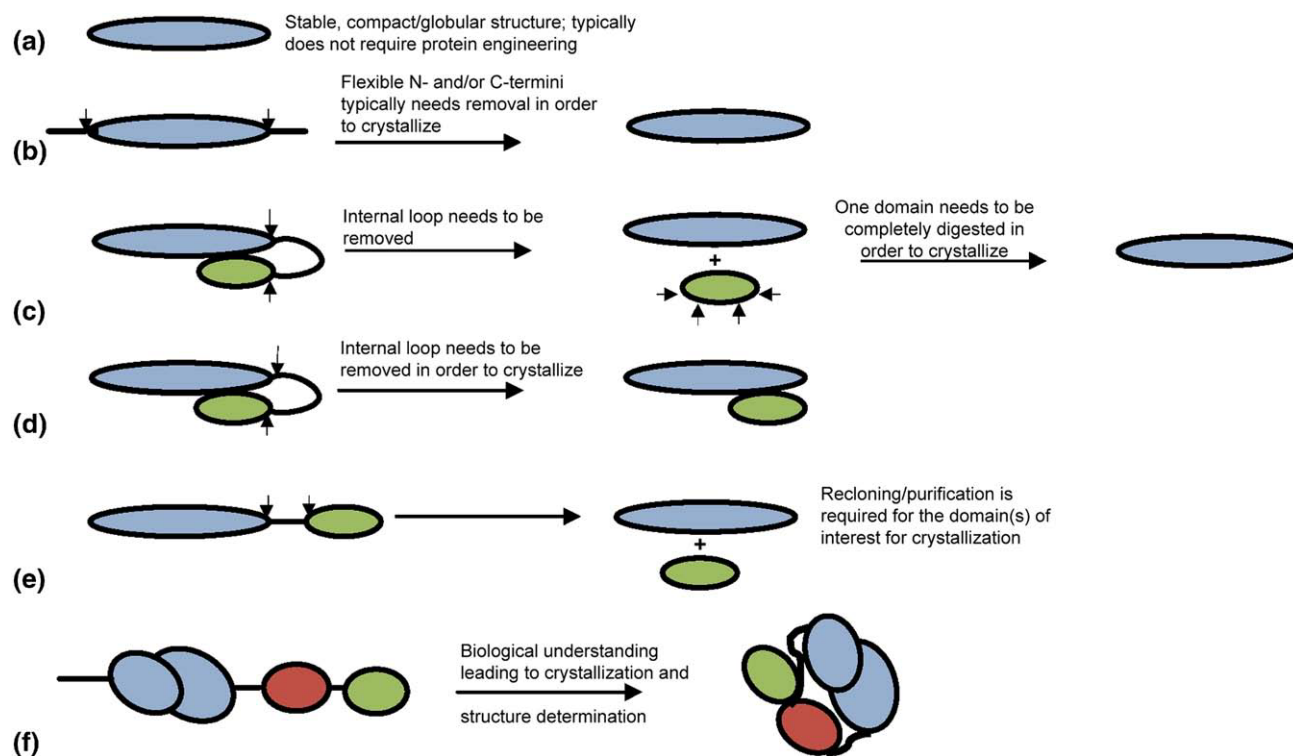 (a)
Stable, compact/globular structure; typically
does not require protein engineering
(b)
Flexible N- and/or C-termini
typically needs removal in order
to crystallize
(c)
Internal loop needs to be
removed
+
One domain needs to be
completely digested in
order to crystallize
(d)
Internal loop needs to be
removed in order to crystallize
(e)
+
Recloning/purification is
required for the domain(s) of
interest for crystallization
(f)
Biological understanding
leading to crystallization and
structure determination